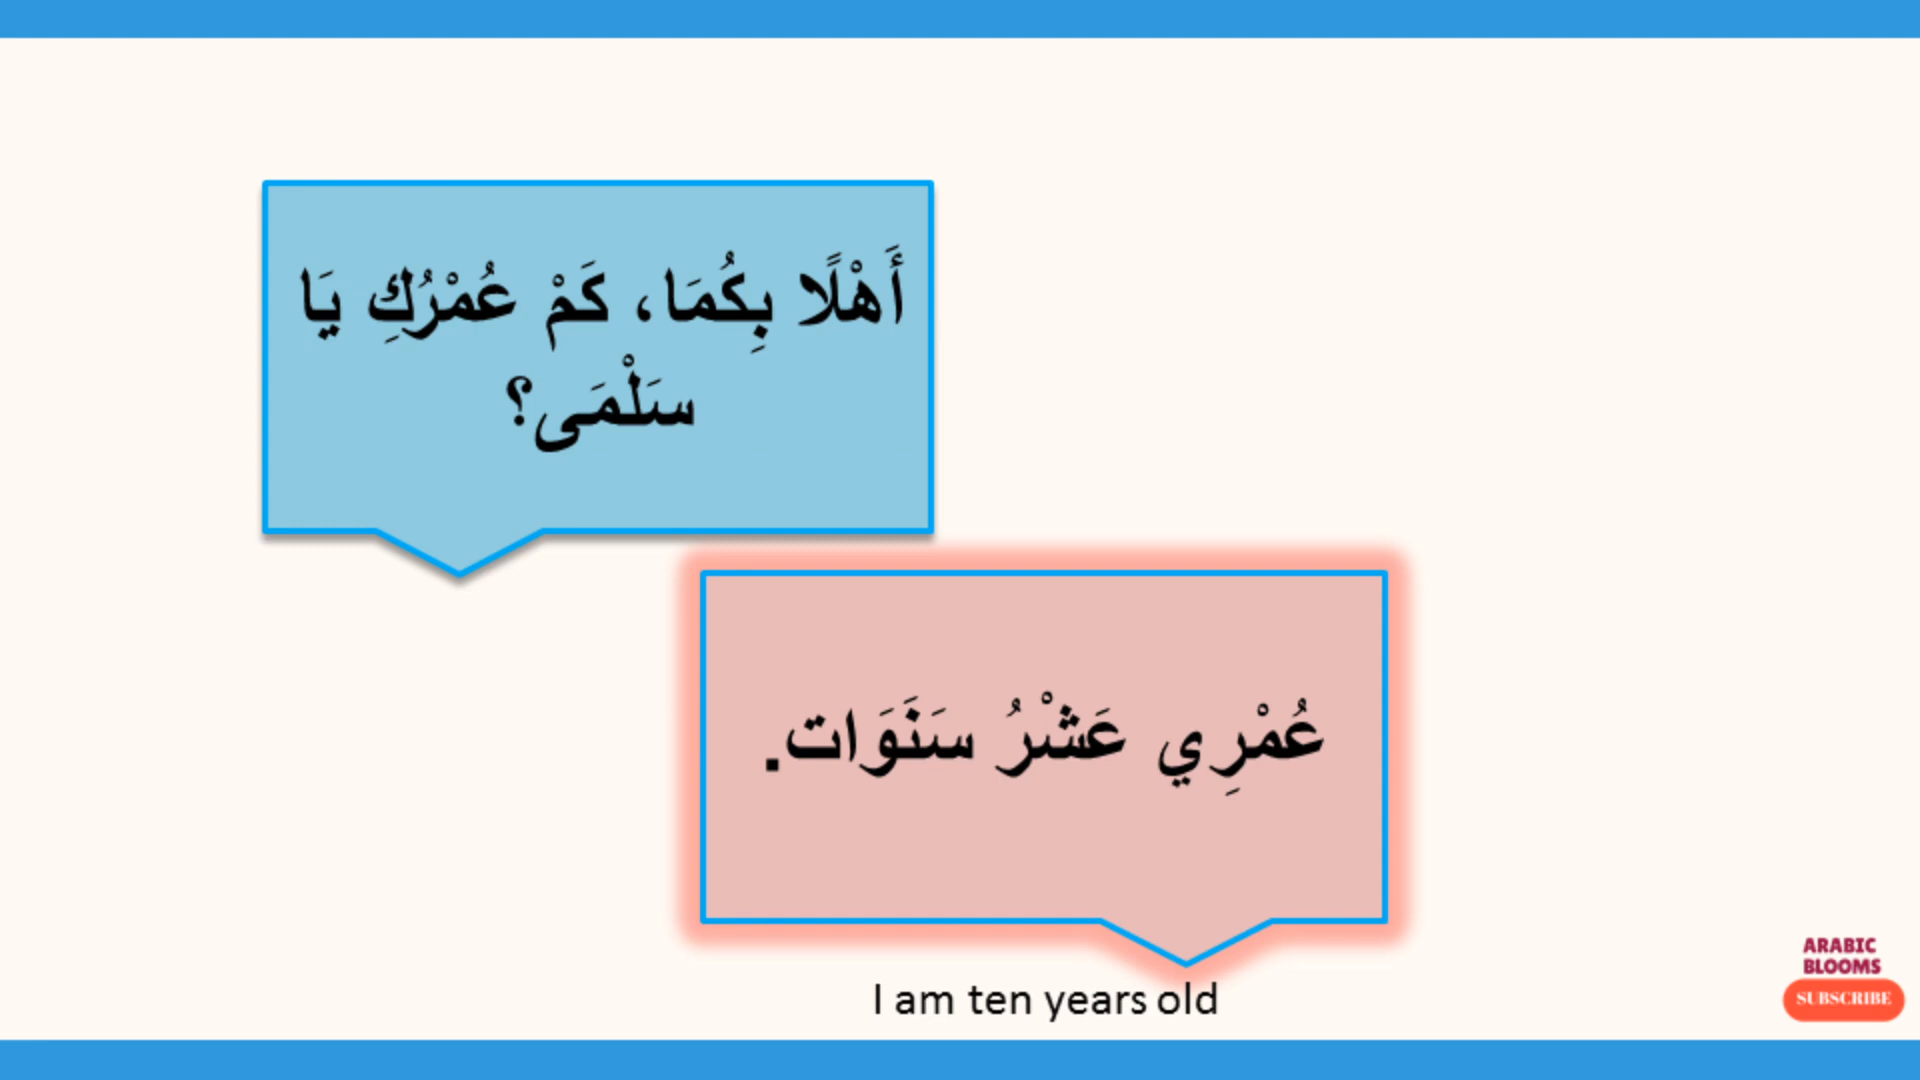 أَهْلًا بِكُمَا، كَمْ عُمْرُكِ يَا
سَلْمَى؟
عُمْرِي عَشْرُ سَنَوَات.
I am ten years old
ARABIC
BLOOMS
SUBSCRIBE